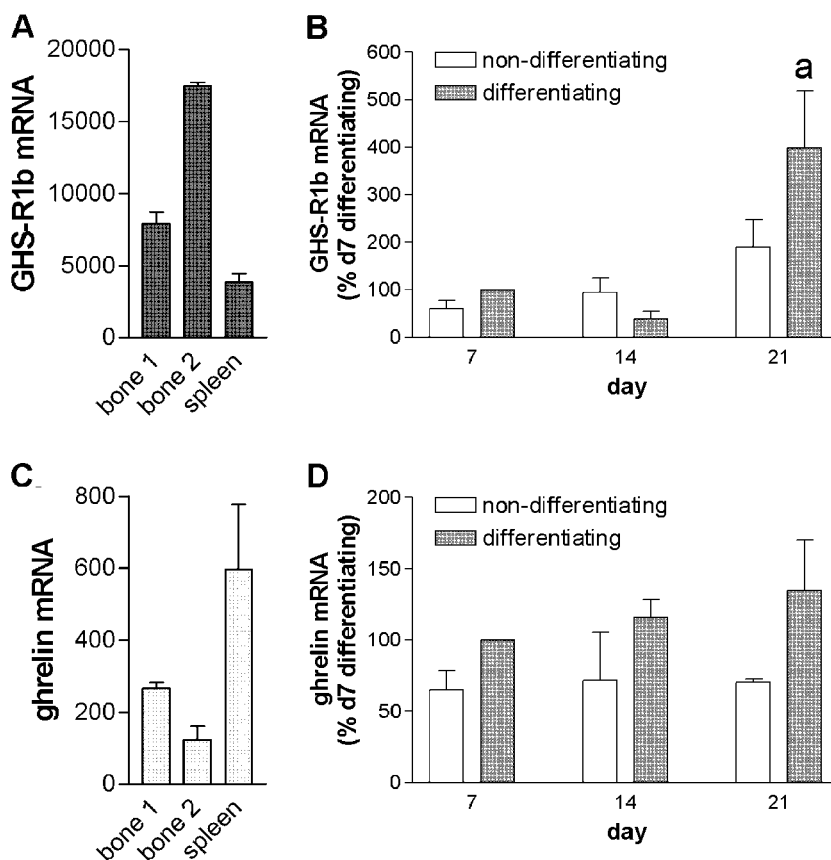 A
GHS-R1b mRNA
20000
15000
10000
5000
0
bone 1
bone 2
spleen
B
GHS-R1b mRNA
(% d7 differentiating)
600
500
400
300
200
100
0
non-differentiating
differentiating
a
7
14
21
day
C
ghrelin mRNA
800
600
400
200
0
bone 1
bone 2
spleen
D
ghrelin mRNA
(% d7 differentiating)
200
150
100
50
0
non-differentiating
differentiating
7
14
21
day